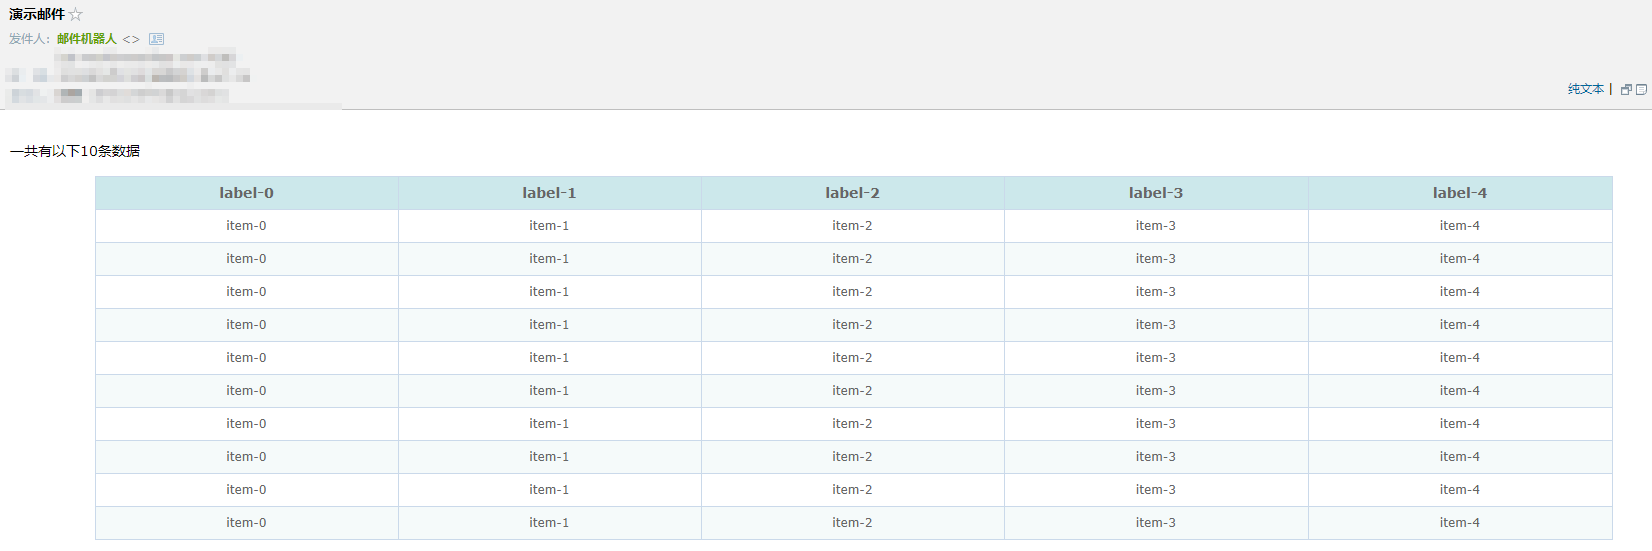 演示邮件
发件人: 邮件机器人 <>
纯文本 |
一共有以下10条数据
label-0 label-1 label-2 label-3 label-4
item-0 item-1 item-2 item-3 item-4
item-0 item-1 item-2 item-3 item-4
item-0 item-1 item-2 item-3 item-4
item-0 item-1 item-2 item-3 item-4
item-0 item-1 item-2 item-3 item-4
item-0 item-1 item-2 item-3 item-4
item-0 item-1 item-2 item-3 item-4
item-0 item-1 item-2 item-3 item-4
item-0 item-1 item-2 item-3 item-4
item-0 item-1 item-2 item-3 item-4